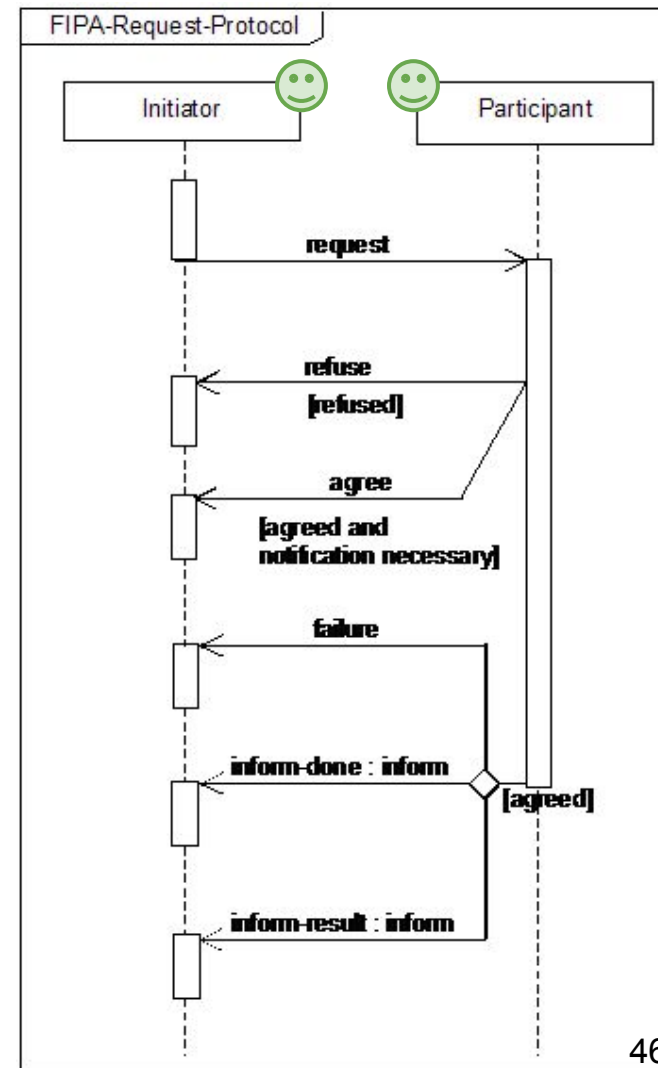 FIPA-Request-Protocol
Initiator
Participant
request
refuse
[refused]
agree
[agreed and
notification necessary]
failure
inform-done : inform
[agreed]
inform-result : inform
46